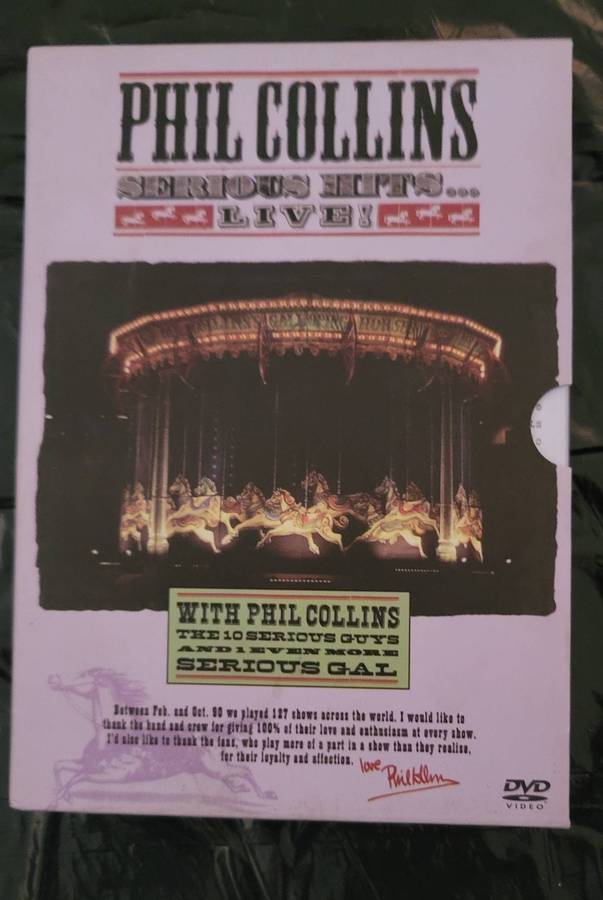 PHIL COLLINS
SERIOUS HITS...
LIVE!
WITH PHIL COLLINS
THE 10 SERIOUS GUYS
AND 1 EVEN MORE
SERIOUS GAL
Between Feb. and Oct. 90 we played 127 shows across the world. I would like to
thank the band and crew for giving 100% of their love and enthusiasm at every show.
I'd also like to thank the fans, who play more of a part in a show than they realise,
for their loyalty and affection.
love
Phil Collins
DVD
VIDEO